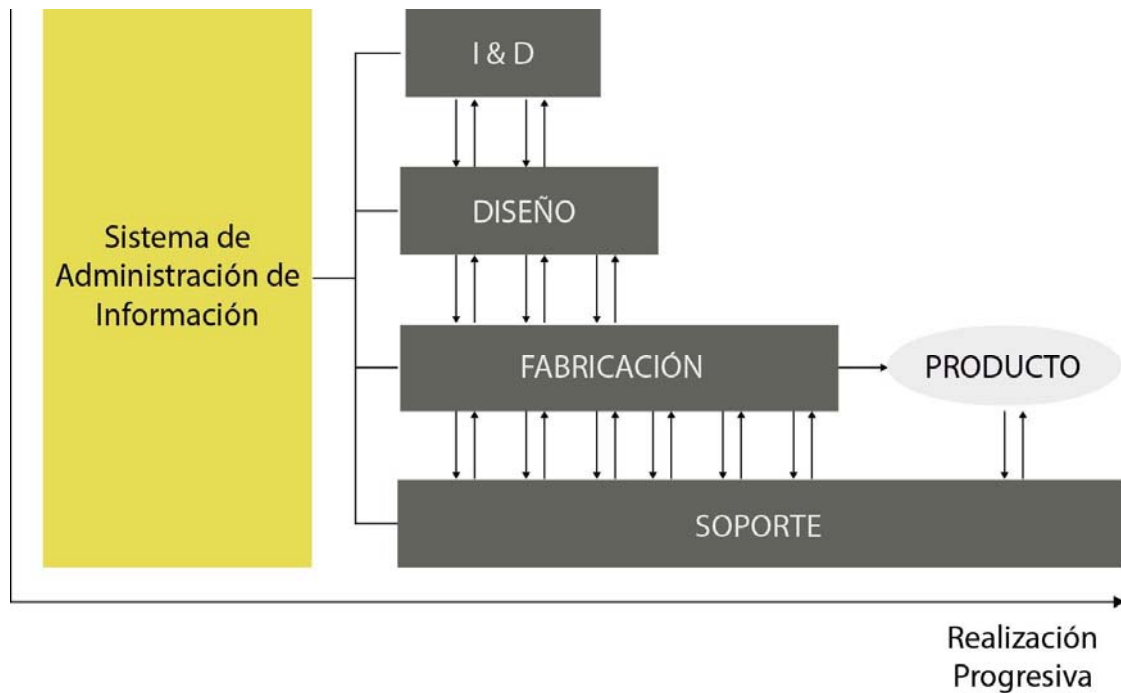 I & D
DISEÑO
Sistema de
Administración de
Información
FABRICACIÓN
PRODUCTO
SOPORTE
Realización
Progresiva